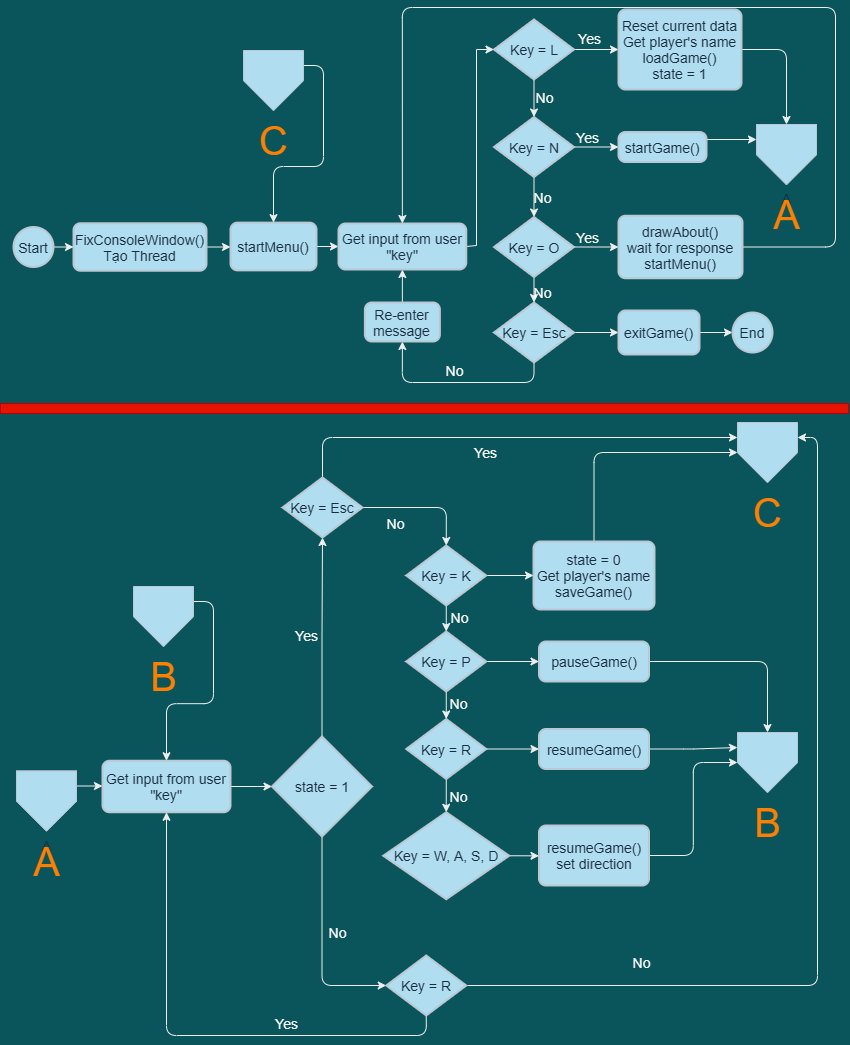 Start
FixConsoleWindow()
Tạo Thread
C
startMenu()
Get input from user
"key"
Re-enter
message
Key = L
Yes
Reset current data
Get player's name
loadGame()
state = 1
No
Key = N
Yes
startGame()
A
No
Key = O
Yes
drawAbout()
wait for response
startMenu()
No
Key = Esc
exitGame()
End
No
Yes
C
Key = Esc
No
Key = K
state = 0
Get player's name
saveGame()
No
Yes
Key = P
pauseGame()
B
No
Key = R
resumeGame()
B
No
Get input from user
"key"
state = 1
A
Key = W, A, S, D
resumeGame()
set direction
No
Key = R
No
Yes